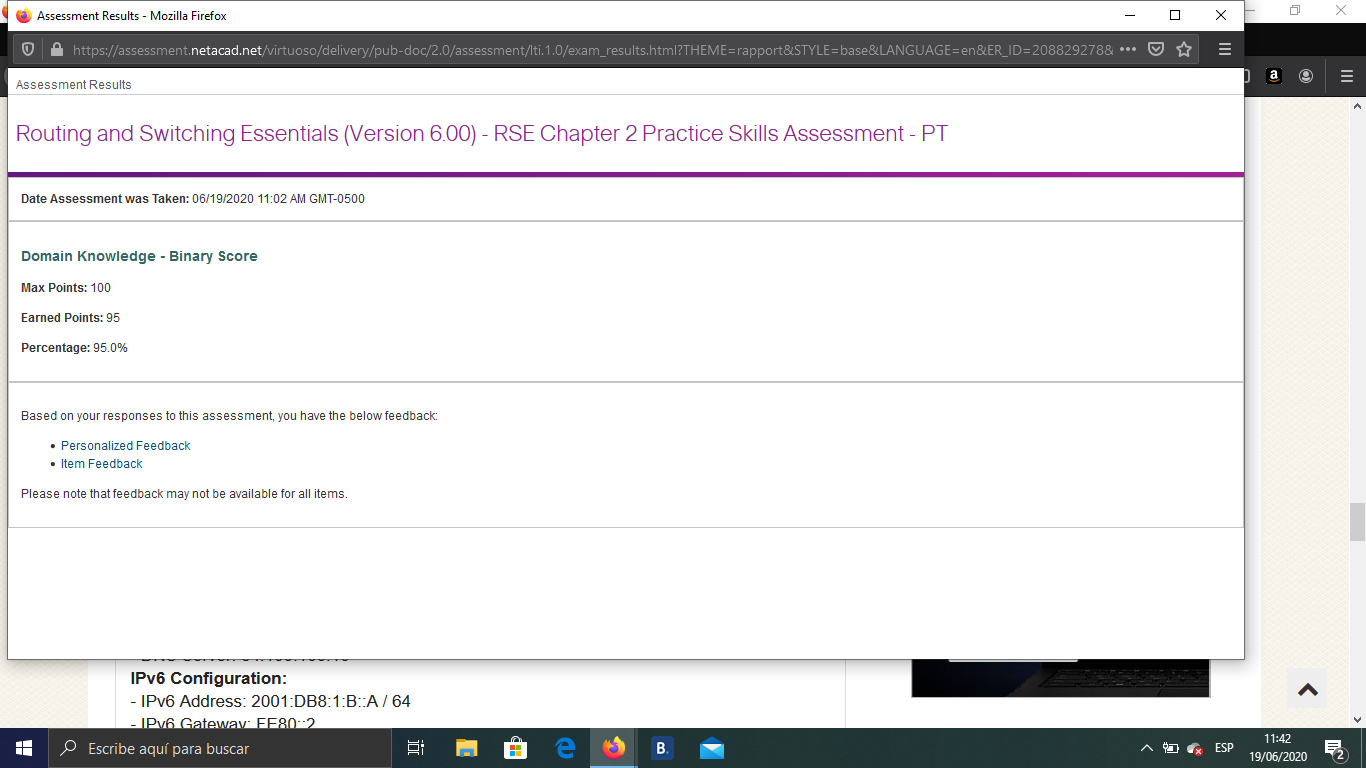 Assessment Results - Mozilla Firefox
https://assessment.netacad.net/virtuoso/delivery/pub-doc/2.0/assessment/lti.1.0/exam_results.html?THEME=rapport&STYLE=base&LANGUAGE=en&ER_ID=208829278&
Assessment Results
Routing and Switching Essentials (Version 6.00) - RSE Chapter 2 Practice Skills Assessment - PT
Date Assessment was Taken: 06/19/2020 11:02 AM GMT-0500
Domain Knowledge - Binary Score
Max Points: 100
Earned Points: 95
Percentage: 95.0%
Based on your responses to this assessment, you have the below feedback:
• Personalized Feedback
• Item Feedback
Please note that feedback may not be available for all items.
IPv6 Configuration:
- IPv6 Address: 2001:DB8:1:B::A / 64
- IPv6 Gateway: FE80::2
Escribe aquí para buscar
B.
ESP
11:42
19/06/2020
2